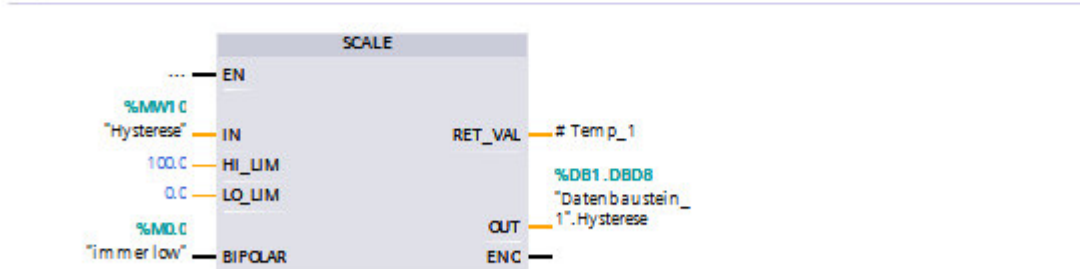 SCALE
... EN
%MW10
"Hysterese" IN RET_VAL # Temp_1
100.0 HI_LIM
%DB1.DBD8
0.0 LO_LIM
"Datenbaustein_
%M0.0 OUT 1".Hysterese
"immer low" BIPOLAR ENO